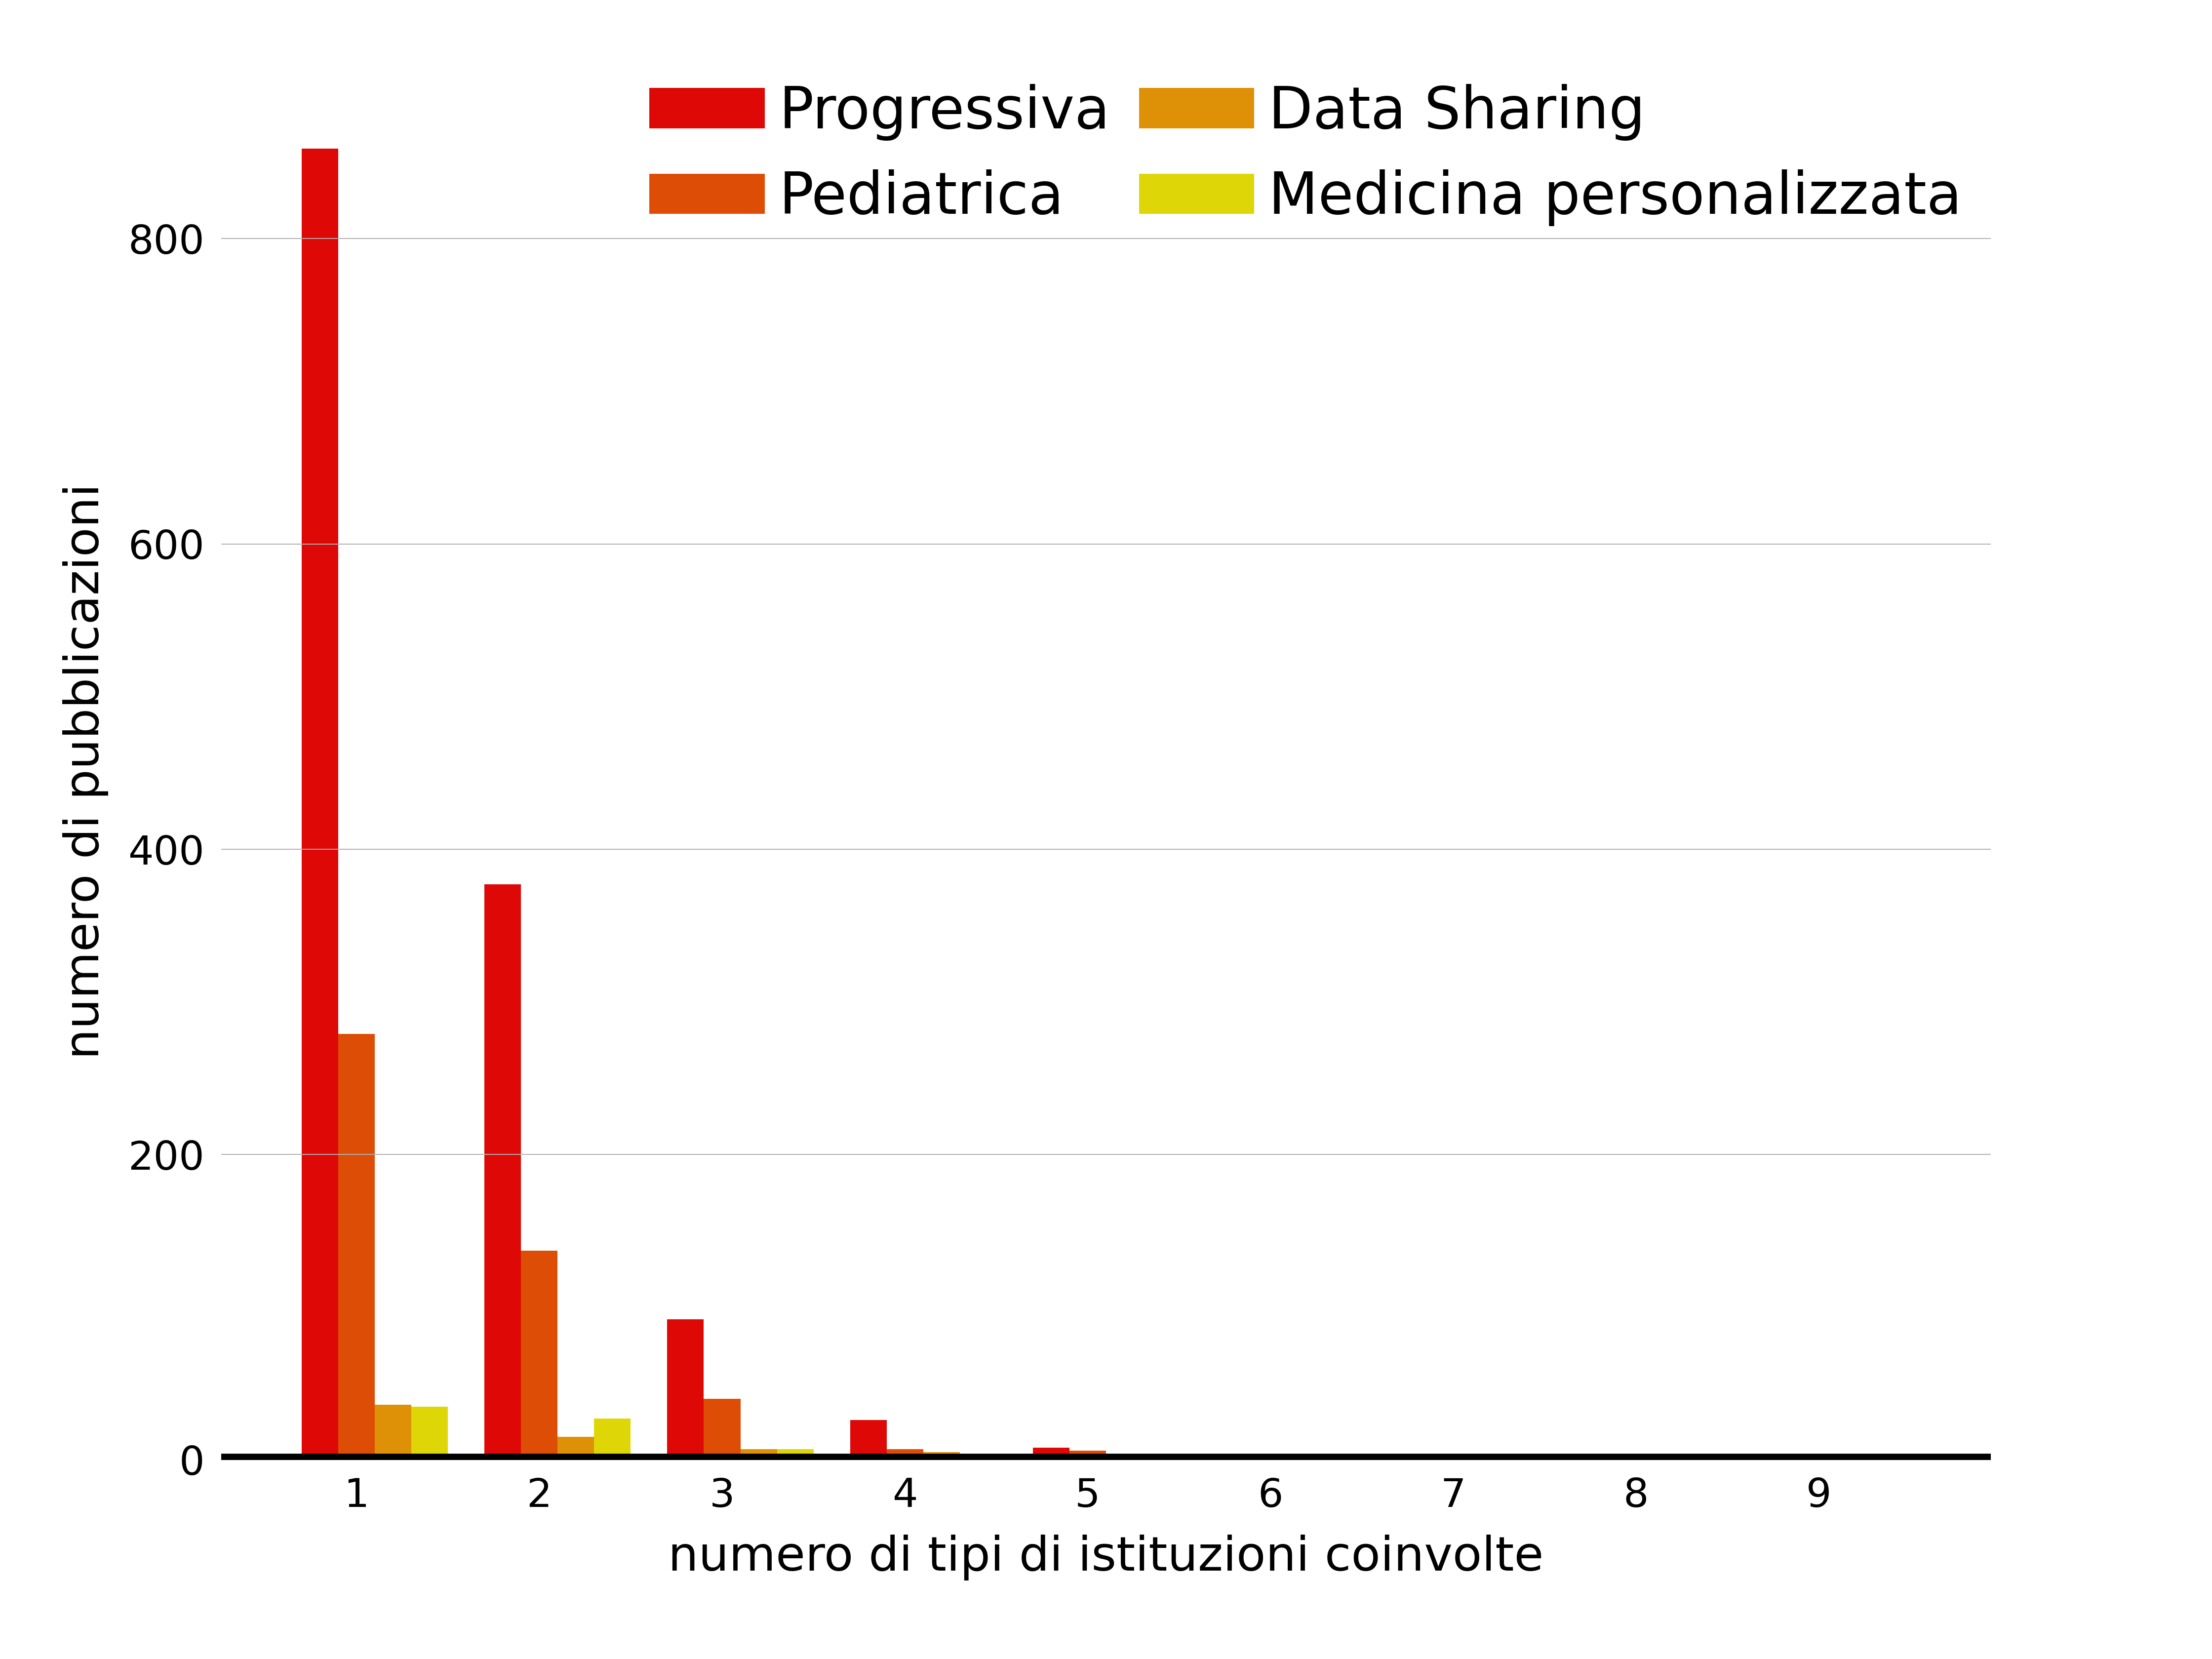 Progressiva
Data Sharing
Pediatrica
Medicina personalizzata
numero di pubblicazioni
800
600
400
200
0
1 2 3 4 5 6 7 8 9
numero di tipi di istituzioni coinvolte